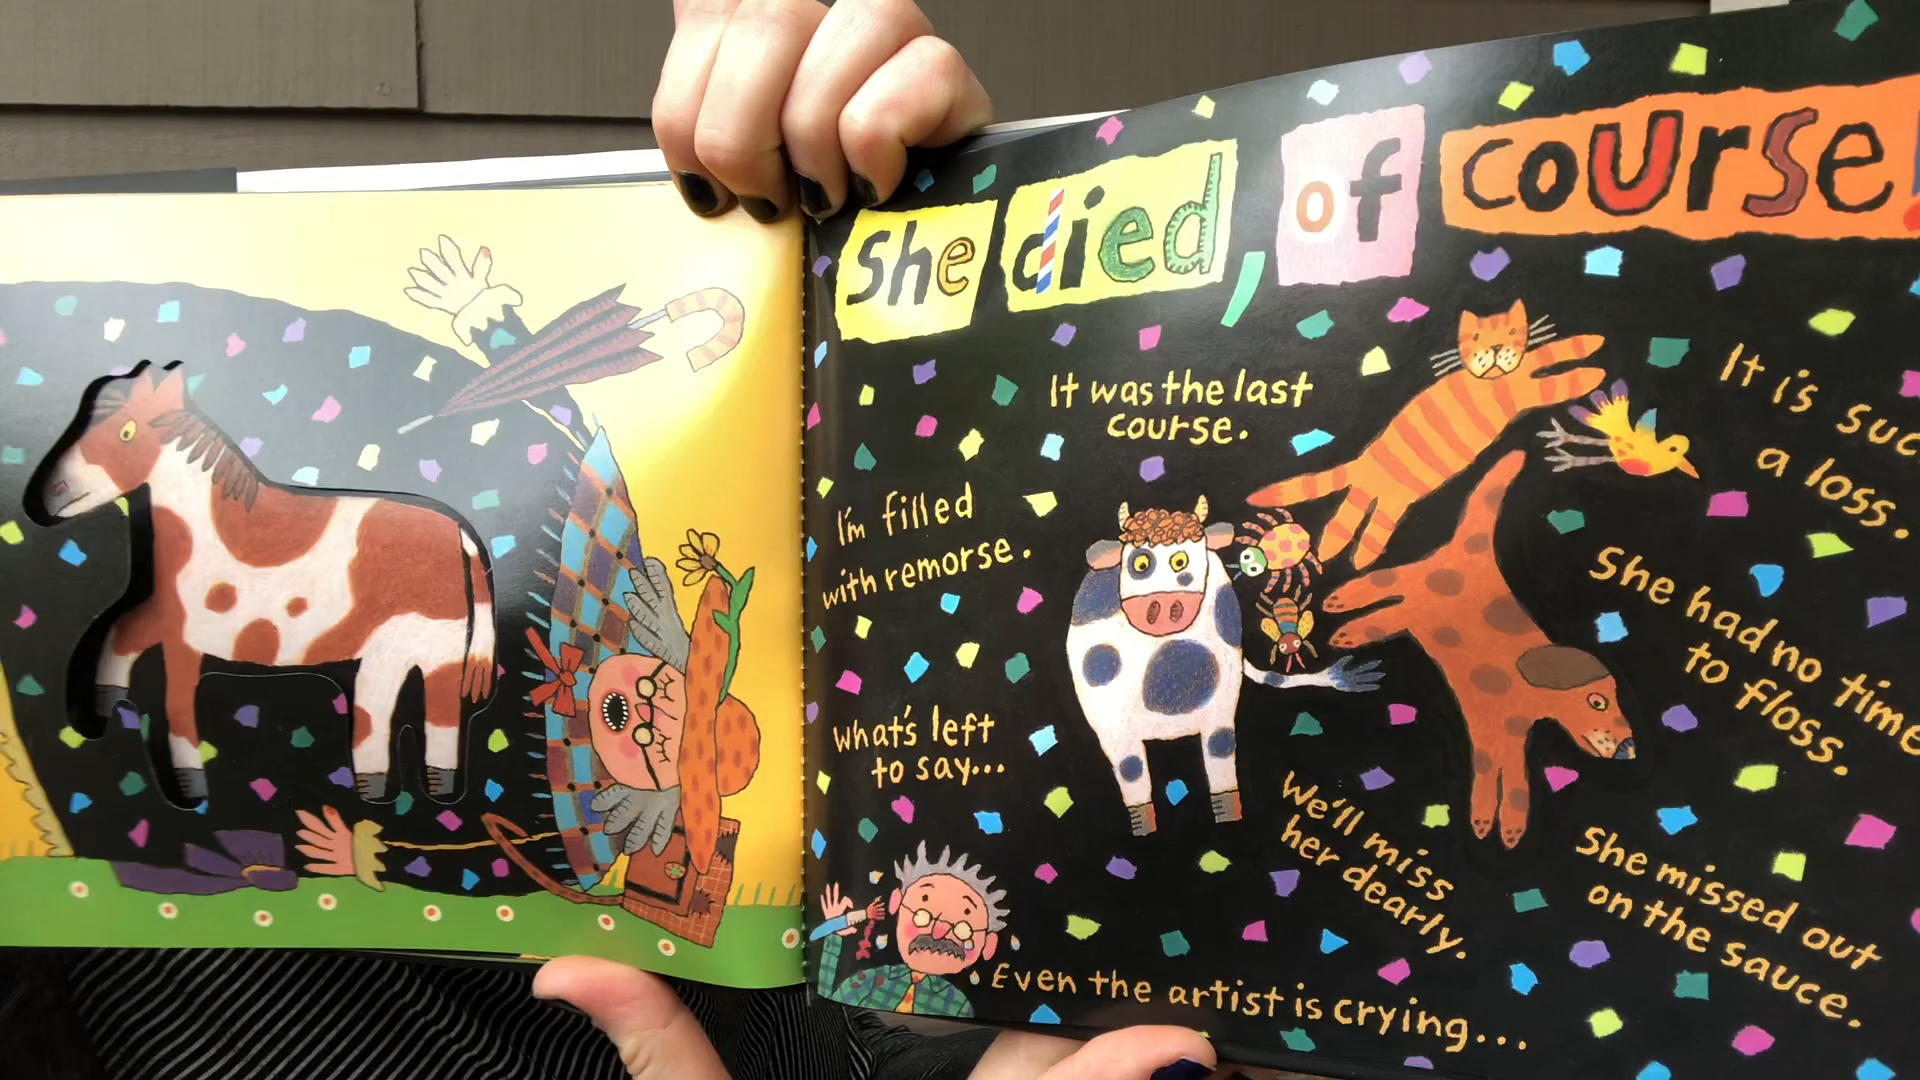 She died, of course!
It was the last
course.
I'm filled
with remorse.
What's left
to say...
It is suc
a loss.
She had no time
to floss.
We'll miss
her dearly.
She missed out
on the sauce.
Even the artist is crying...